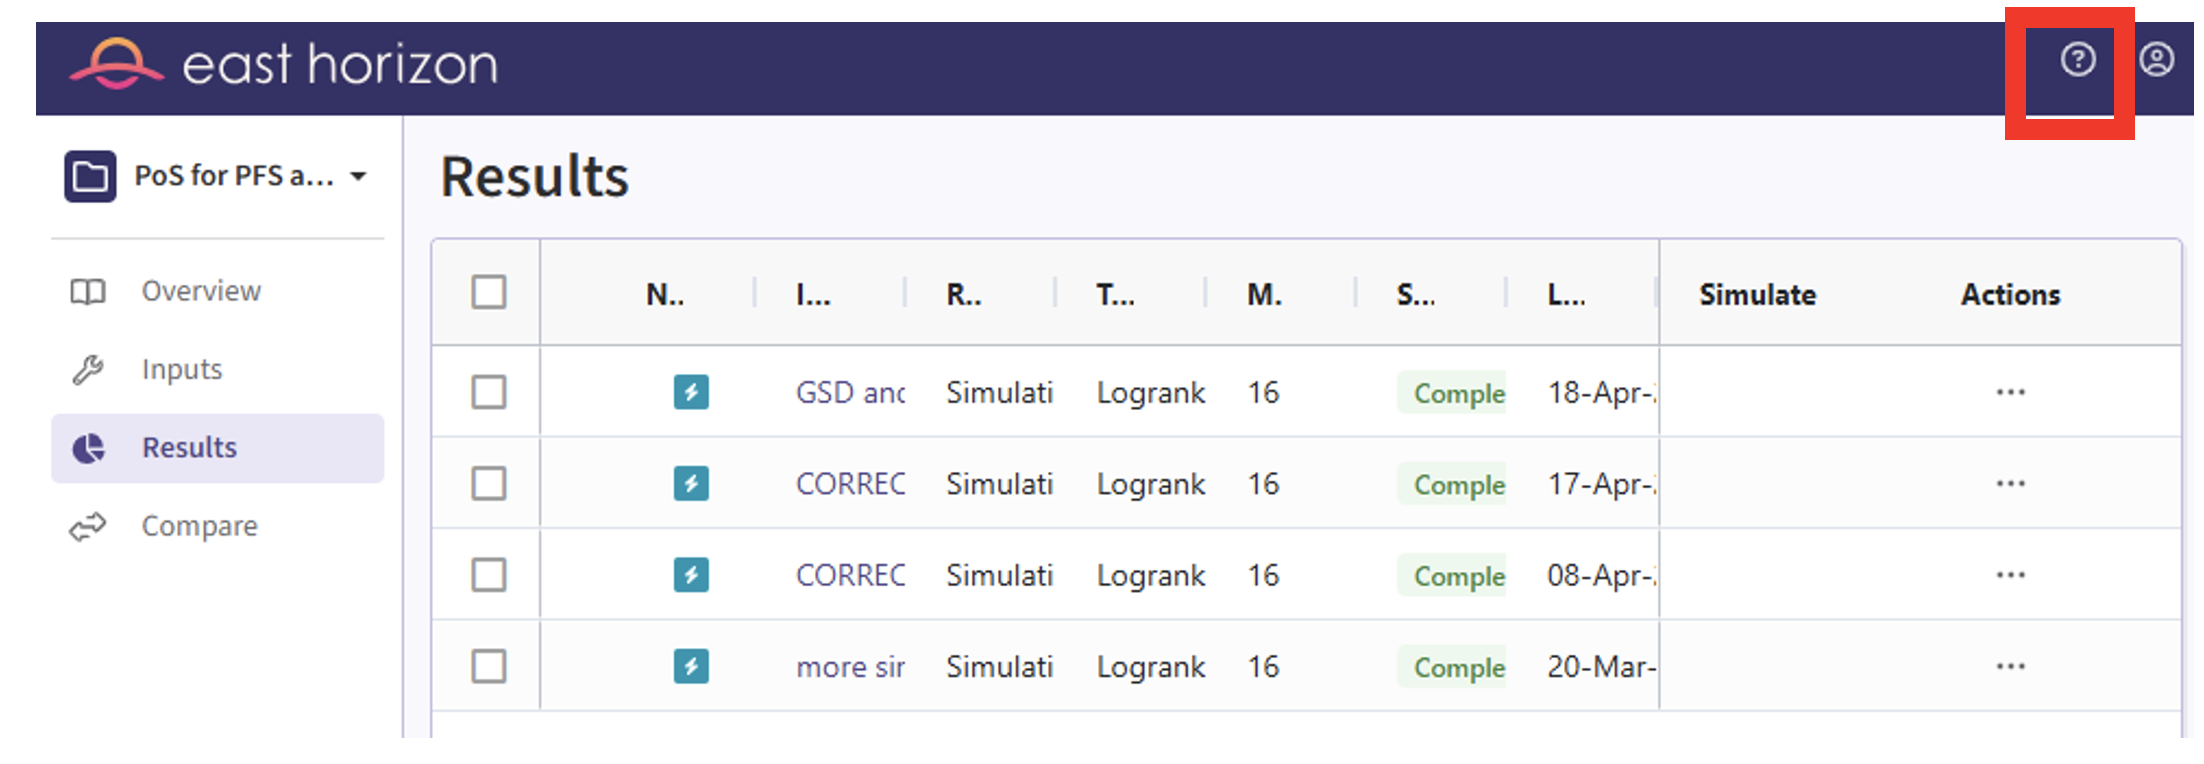 east horizon
PoS for PFS a...
Overview
Inputs
Results
Compare
Results
N.. I... R.. T... M. S... L... Simulate Actions
GSD and Simulati Logrank 16 Comple 18-Apr-
CORREC Simulati Logrank 16 Comple 17-Apr-
CORREC Simulati Logrank 16 Comple 08-Apr-
more sir Simulati Logrank 16 Comple 20-Mar-